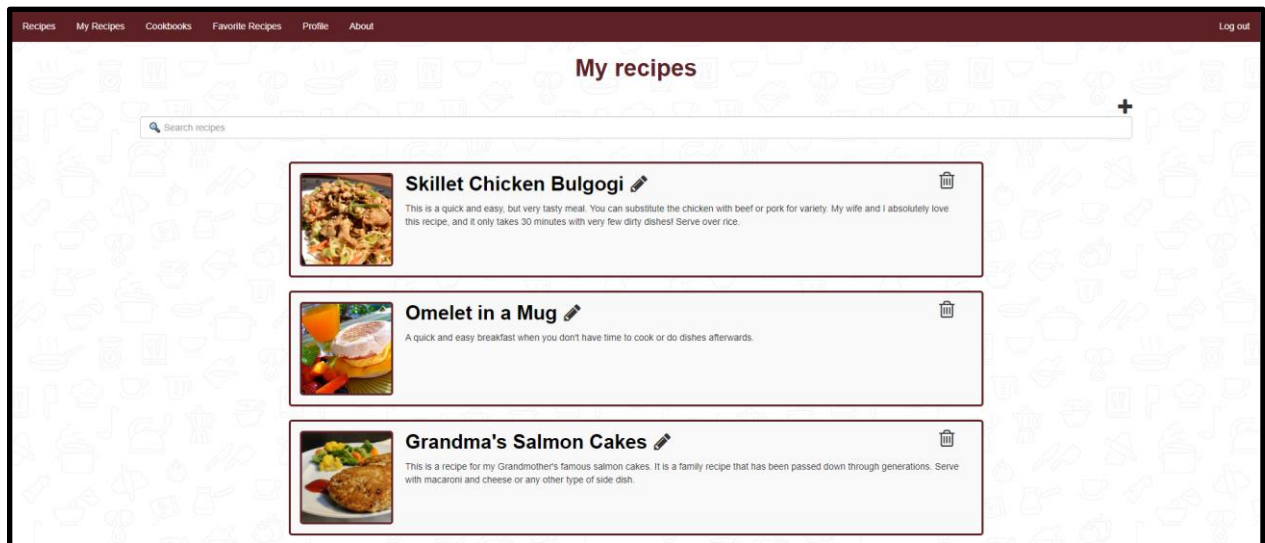 Recipes My Recipes Cookbooks Favorite Recipes Profile About Log out
My recipes
Search recipes
Skillet Chicken Bulgogi
This is a quick and easy, but very tasty meal. You can substitute the chicken with beef or pork for variety. My wife and I absolutely love
this recipe, and it only takes 30 minutes with very few dirty dishes! Serve over rice.
Omelet in a Mug
A quick and easy breakfast when you don't have time to cook or do dishes afterwards.
Grandma's Salmon Cakes
This is a recipe for my Grandmother's famous salmon cakes. It is a family recipe that has been passed down through generations. Serve
with macaroni and cheese or any other type of side dish.